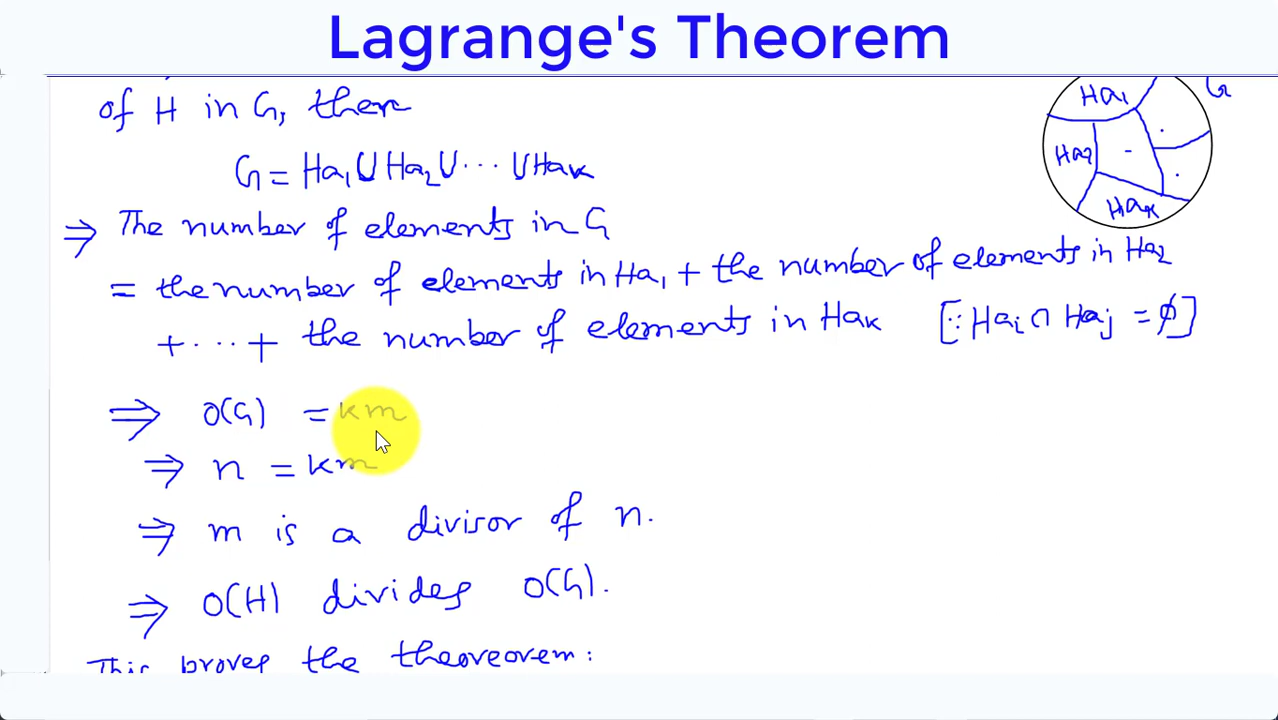 Lagrange's Theorem
of H in G, then
G = Ha₁ ∪ Ha₂ ∪ ... ∪ Haₖ
⇒ The number of elements in G
= the number of elements in Ha₁ + the number of elements in Ha₂
+ ... + the number of elements in Haₖ [∵ Haᵢ ∩ Haⱼ = ϕ]
⇒ O(G) = km
⇒ n = km
⇒ m is a divisor of n.
⇒ O(H) divides O(G).
This proves the theoreorem:
Ha₁
G
Ha₂
Haₖ